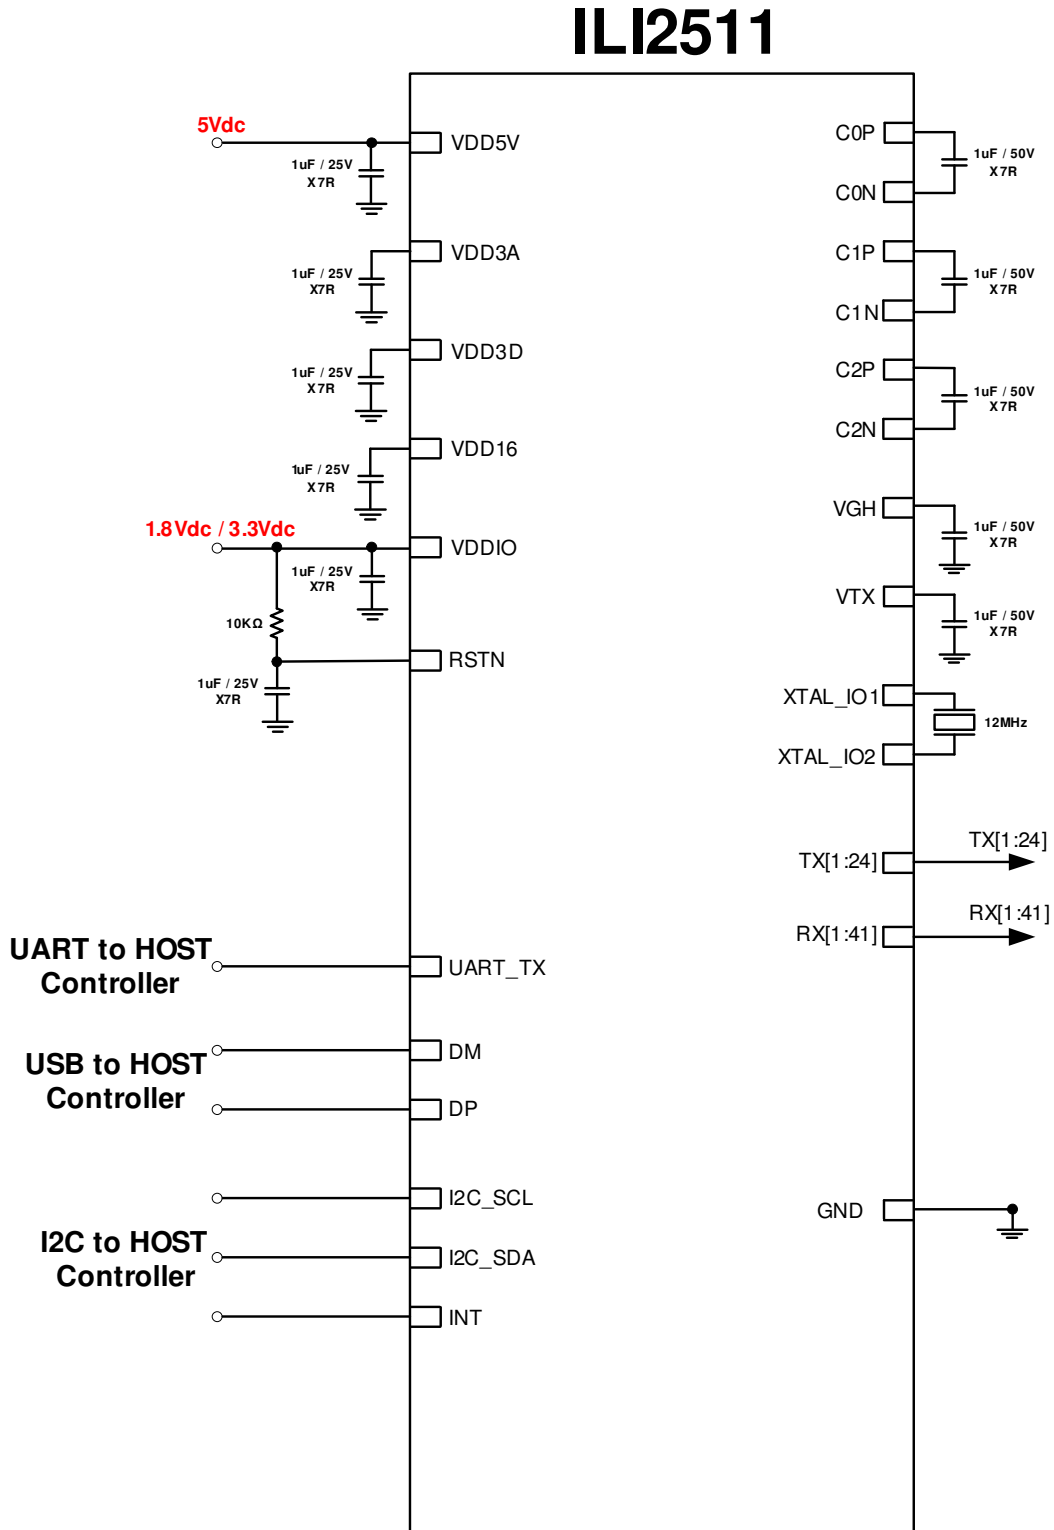 ILI2511
5Vdc
1uF / 25V
X7R
VDD5V
1uF / 25V
X7R
VDD3A
1uF / 25V
X7R
VDD3D
1uF / 25V
X7R
VDD16
1.8Vdc / 3.3Vdc
1uF / 25V
X7R
VDDIO
10KΩ
1uF / 25V
X7R
RSTN
UART to HOST
Controller
UART_TX
USB to HOST
Controller
DM
DP
I2C to HOST
Controller
I2C_SCL
I2C_SDA
INT
C0P
C0N
1uF / 50V
X7R
C1P
C1N
1uF / 50V
X7R
C2P
C2N
1uF / 50V
X7R
VGH
1uF / 50V
X7R
VTX
1uF / 50V
X7R
XTAL_IO1
XTAL_IO2
12MHz
TX[1:24]
TX[1:24]
RX[1:41]
RX[1:41]
GND